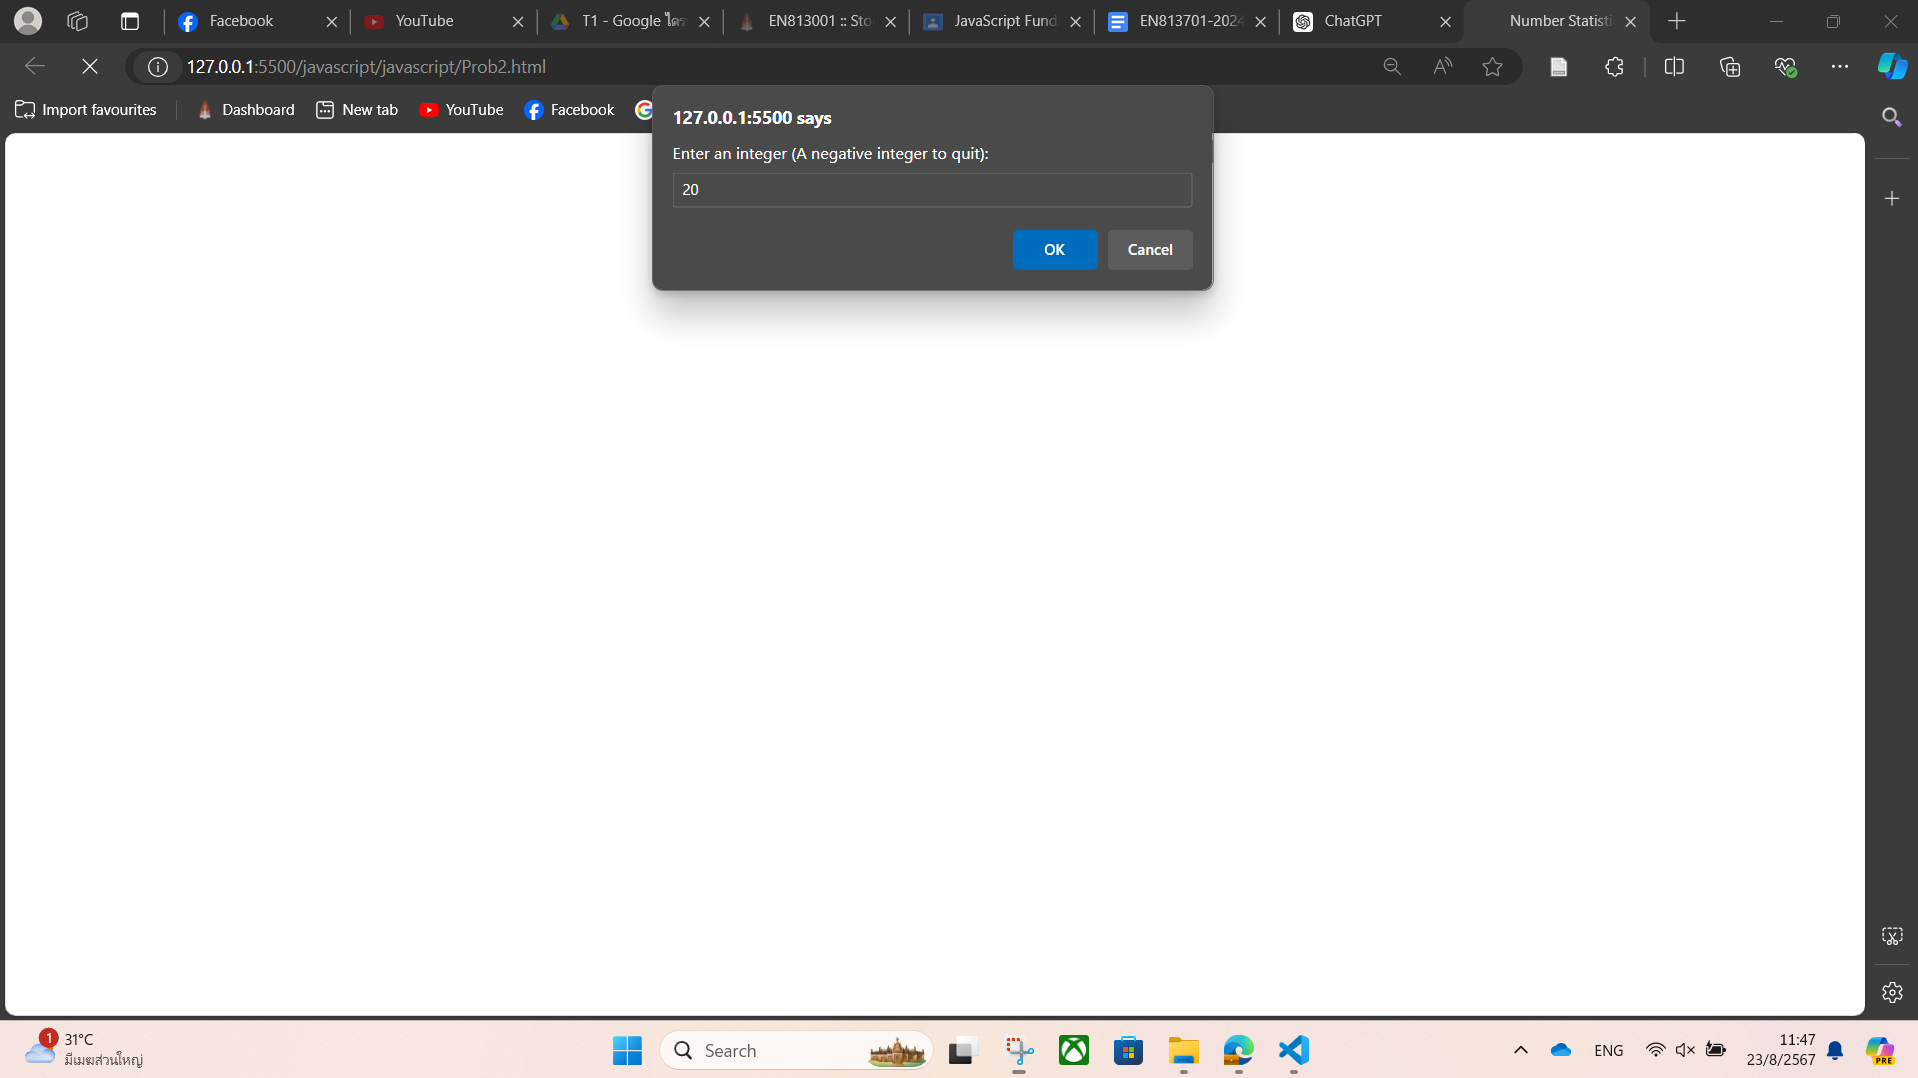 Facebook
YouTube
T1 - Google ไดร
EN813001 :: Sto
JavaScript Fund
EN813701-2024
ChatGPT
Number Statisti
127.0.0.1:5500/javascript/javascript/Prob2.html
Import favourites
Dashboard
New tab
YouTube
Facebook
127.0.0.1:5500 says
Enter an integer (A negative integer to quit):
20
OK
Cancel
1
31°C
มีเมฆส่วนใหญ่
Search
PRE
ENG
11:47
23/8/2567